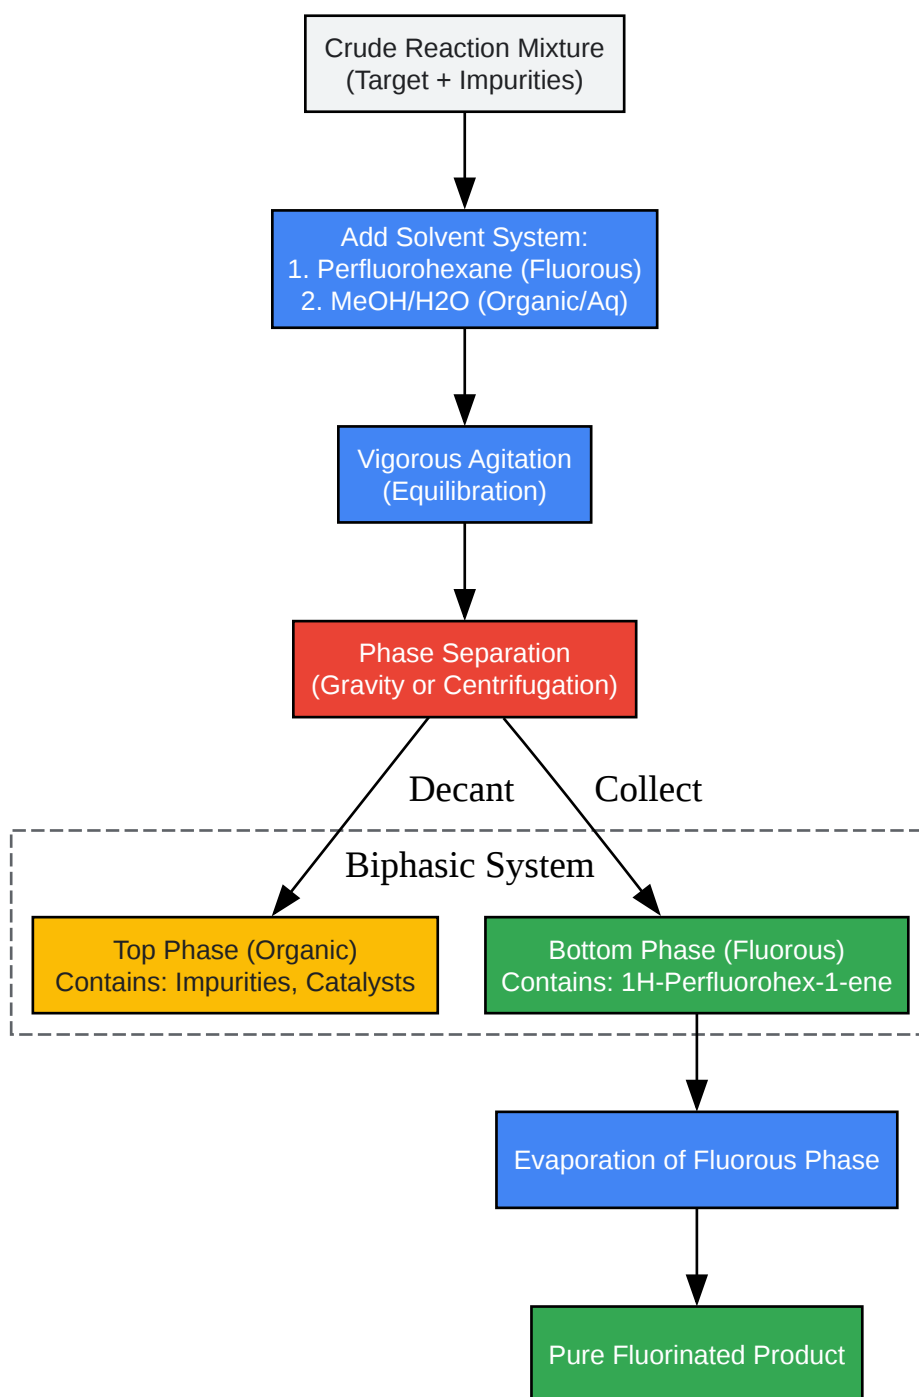 Crude Reaction Mixture
(Target + Impurities)
Add Solvent System:
1. Perfluorohexane (Fluorous)
2. MeOH/H2O (Organic/Aq)
Vigorous Agitation
(Equilibration)
Phase Separation
(Gravity or Centrifugation)
Decant
Collect
Biphasic System
Top Phase (Organic)
Contains: Impurities, Catalysts
Bottom Phase (Fluorous)
Contains: 1H-Perfluorohex-1-ene
Evaporation of Fluorous Phase
Pure Fluorinated Product